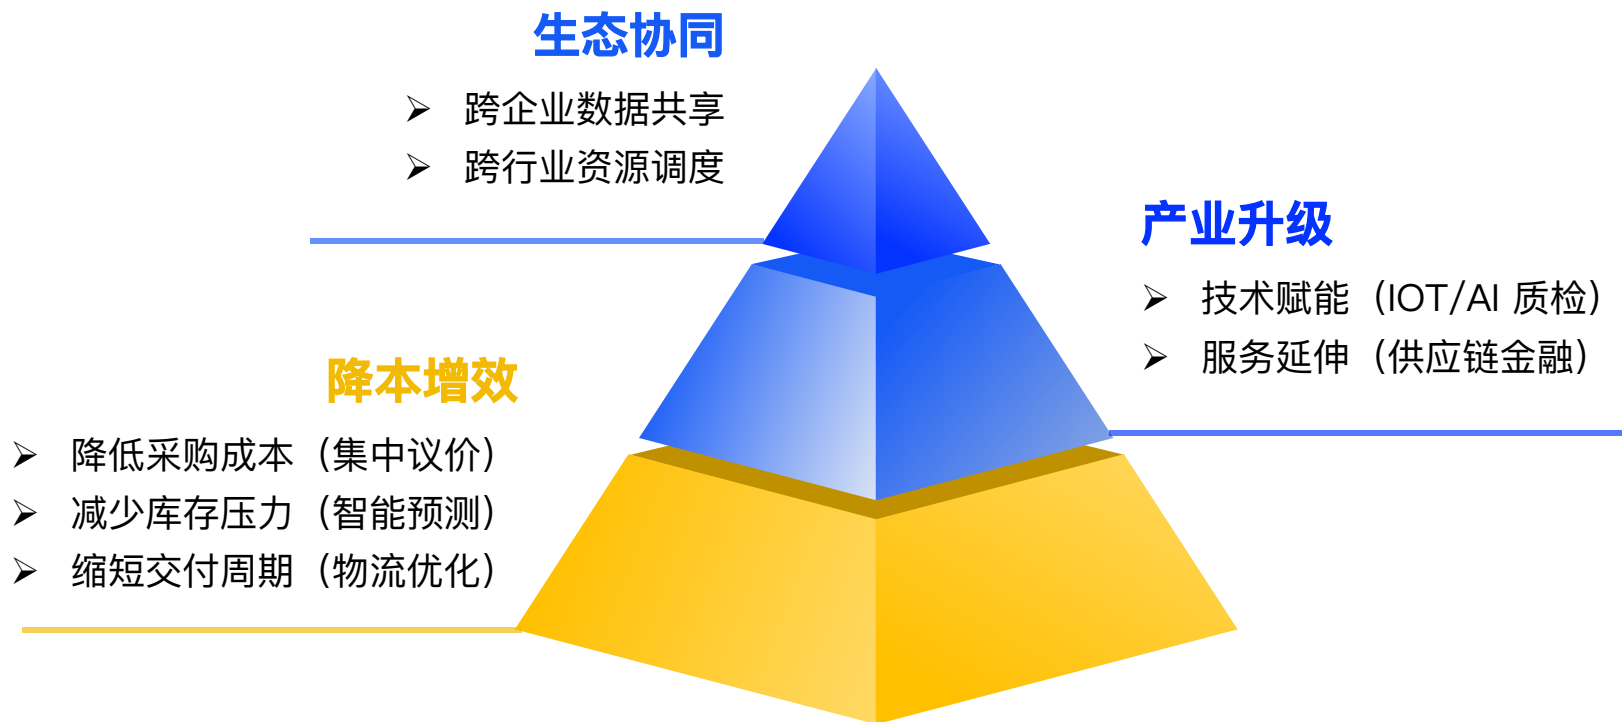 生态协同
➢ 跨企业数据共享
➢ 跨行业资源调度
产业升级
➢ 技术赋能（IOT/AI 质检）
➢ 服务延伸（供应链金融）
降本增效
➢ 降低采购成本（集中议价）
➢ 减少库存压力（智能预测）
➢ 缩短交付周期（物流优化）